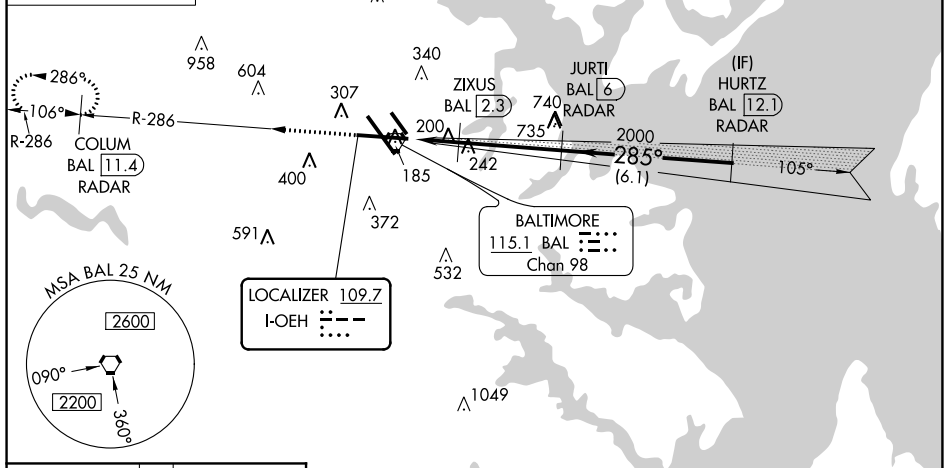 958
604
307
340
ZIXUS
BAL 2.3
JURTI
BAL 6
RADAR
(IF)
HURTZ
BAL 12.1
RADAR
286°
106°
R-286
R-286
COLUM
BAL 11.4
RADAR
200
740
735
2000
285°
(6.1)
105°
242
185
400
372
591
532
BALTIMORE
115.1 BAL
Chan 98
LOCALIZER 109.7
I-OEH
MSA BAL 25 NM
2600
090°
2200
360°
1049